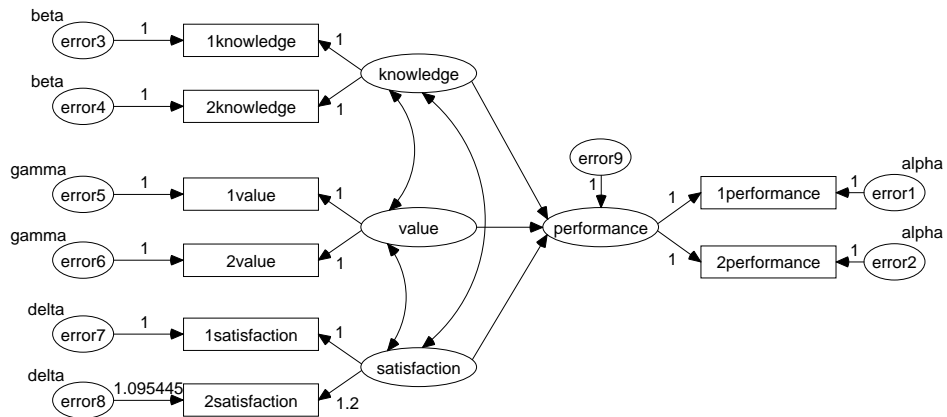 beta
error3
1
1knowledge
1
knowledge
beta
error4
1
2knowledge
1
gamma
error5
1
1value
1
value
gamma
error6
1
2value
1
delta
error7
1
1satisfaction
1
satisfaction
delta
error8
1.095445
2satisfaction
1.2
error9
1
performance
1
1performance
1
alpha
error1
1
2performance
1
alpha
error2